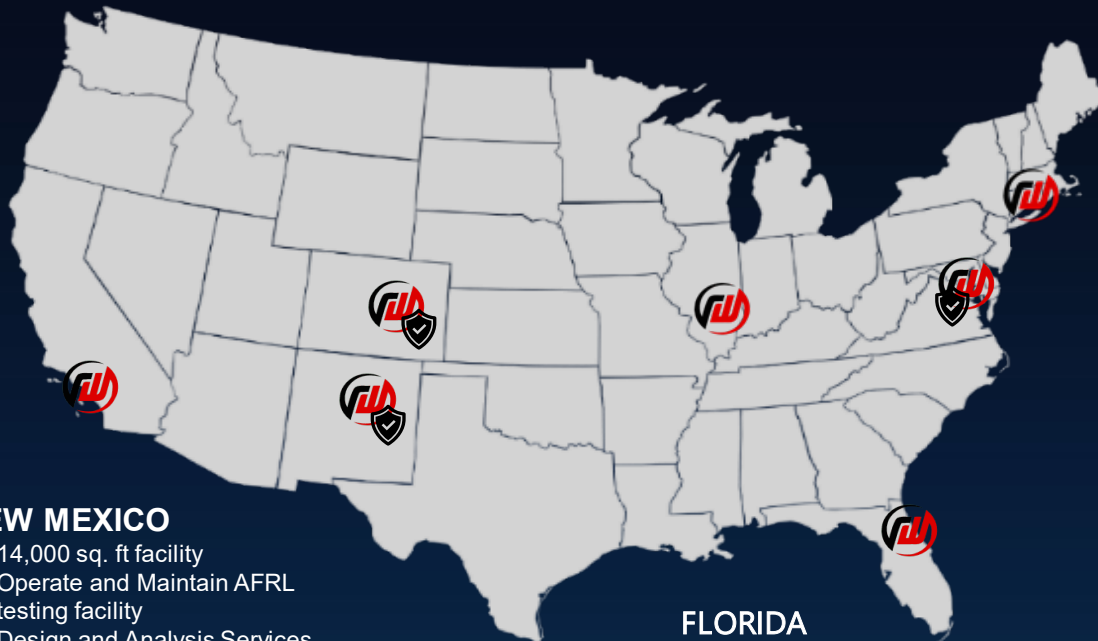 EW MEXICO
14,000 sq. ft facility
Operate and Maintain AFRL
testing facility
Design and Analysis Services
FLORIDA